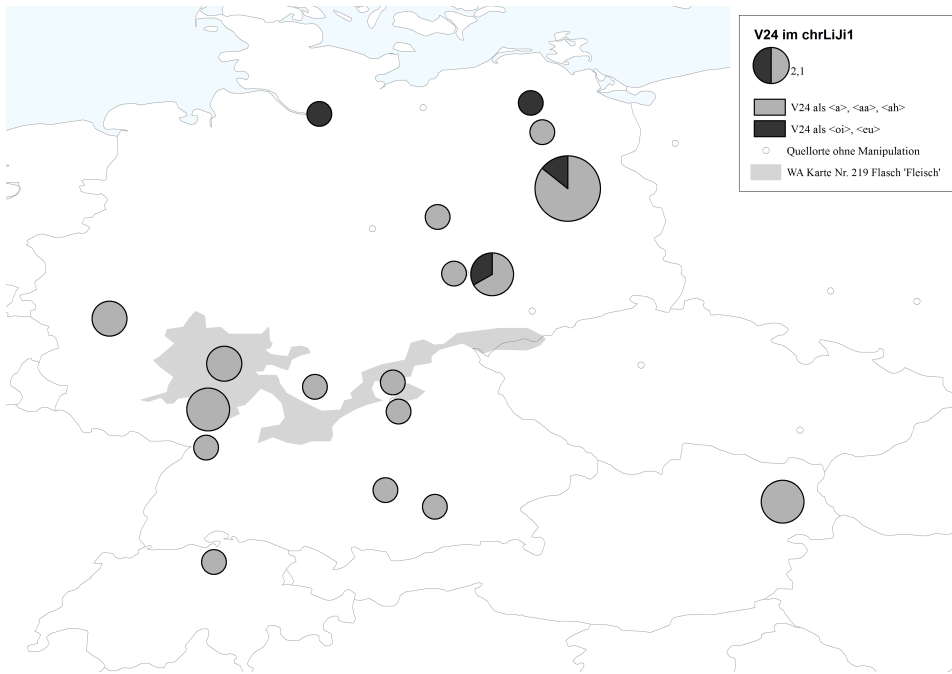 V24 im chrLiJi1
2,1
V24 als <a>, <aa>, <ah>
V24 als <oi>, <eu>
Quellorte ohne Manipulation
WA Karte Nr. 219 Flasch 'Fleisch'